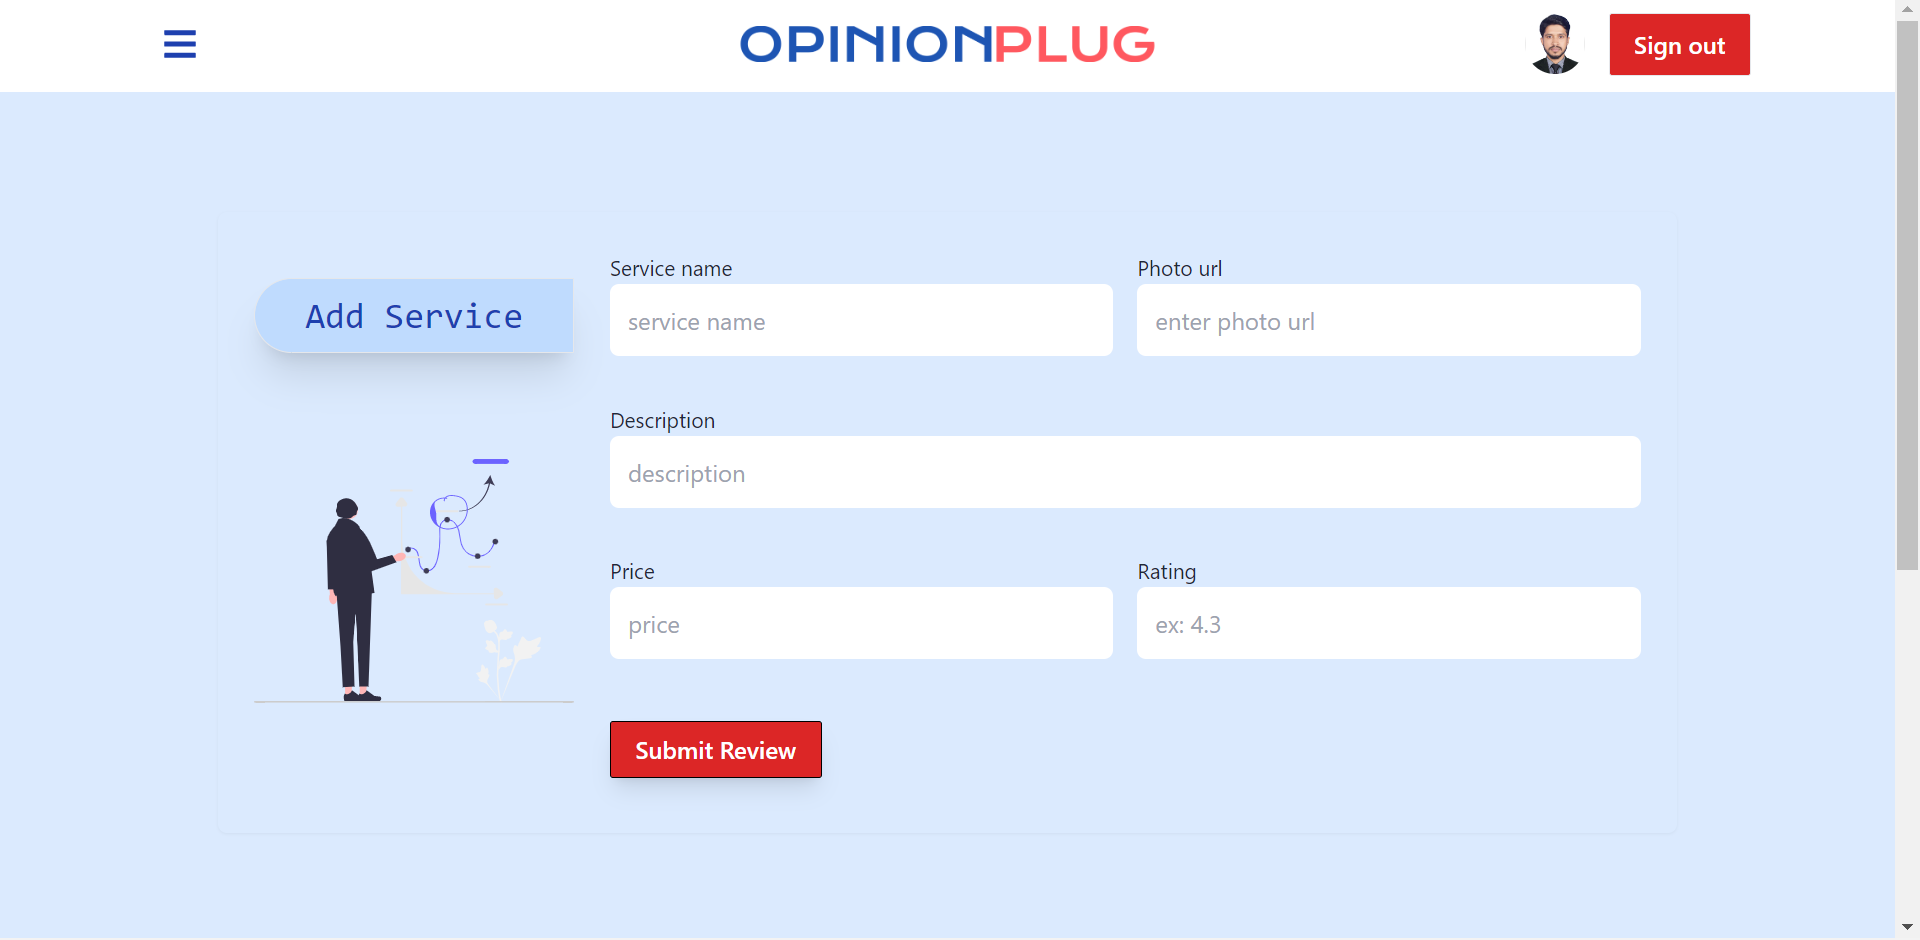 OPINIONPLUG
Sign out
Add Service
Service name
service name
Photo url
enter photo url
Description
description
Price
price
Rating
ex: 4.3
Submit Review